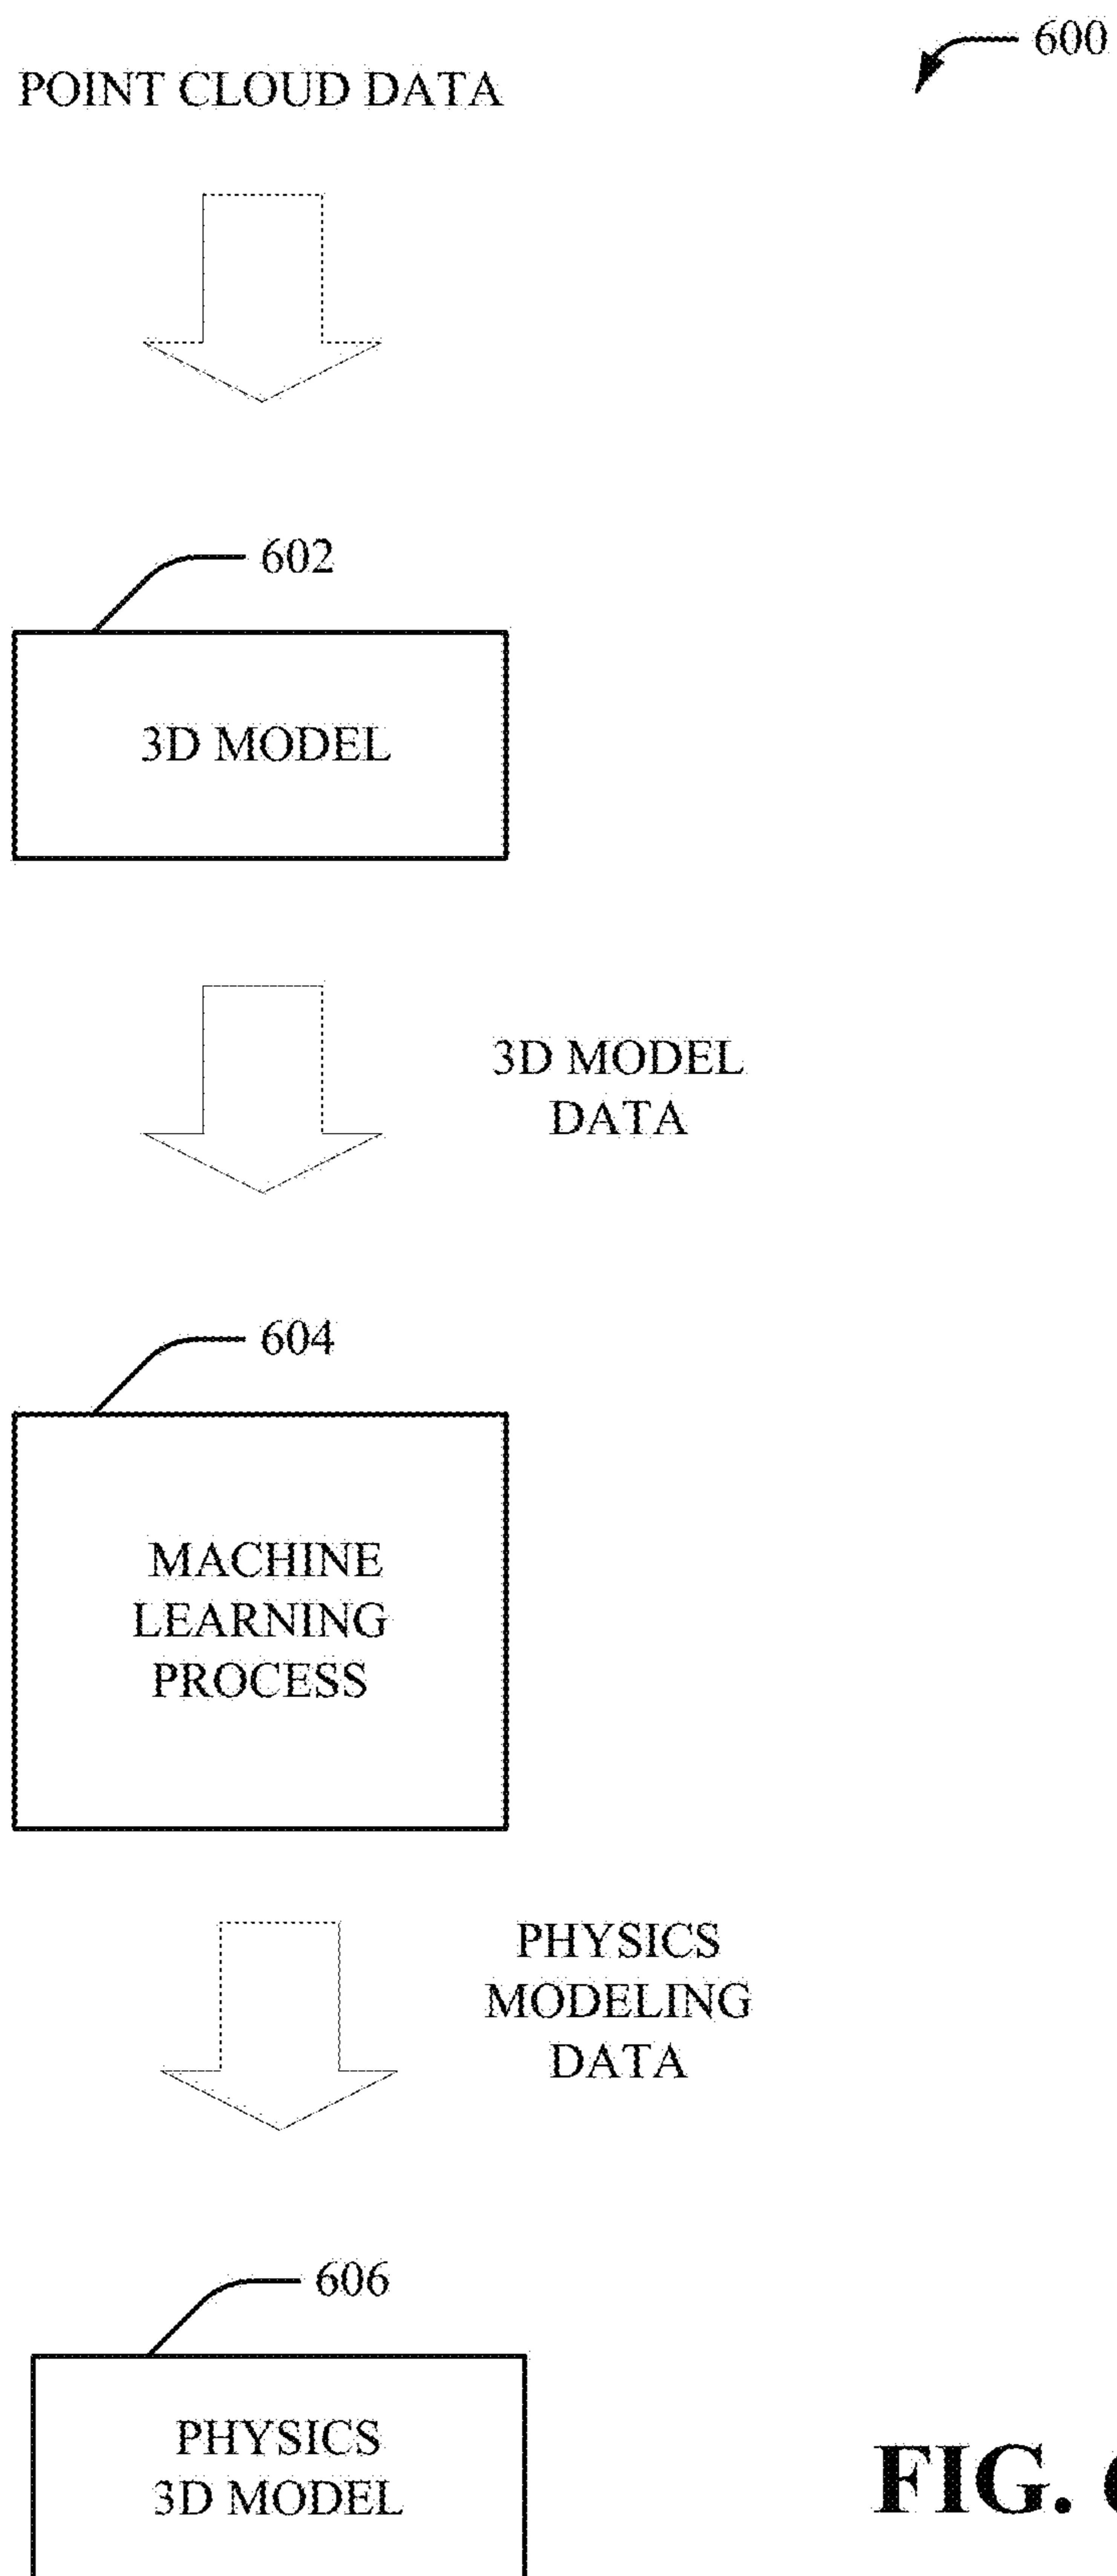 600
POINT CLOUD DATA
602
3D MODEL
3D MODEL
DATA
604
MACHINE
LEARNING
PROCESS
PHYSICS
MODELING
DATA
606
PHYSICS
3D MODEL
FIG.